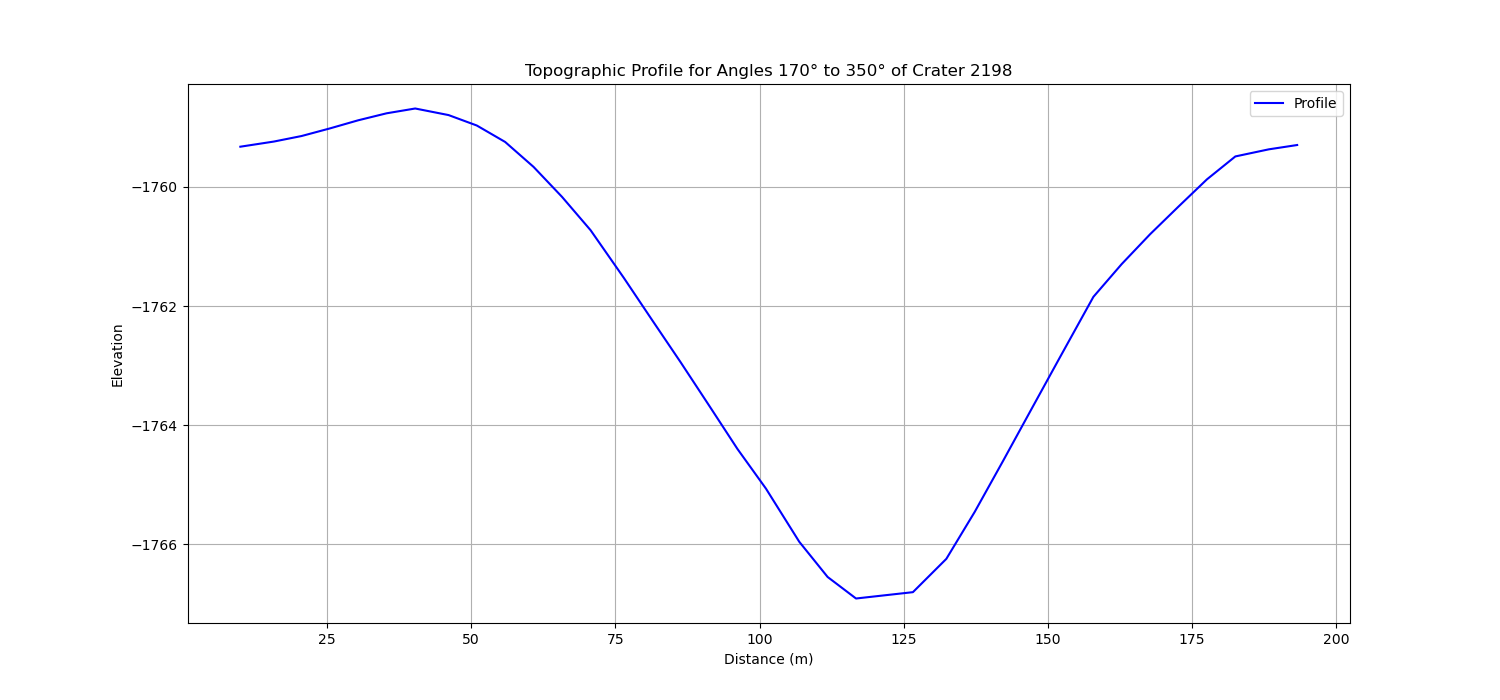 Topographic Profile for Angles 170° to 350° of Crater 2198
Profile
−1760
−1762
−1764
−1766
Elevation
25 50 75 100 125 150 175 200
Distance (m)